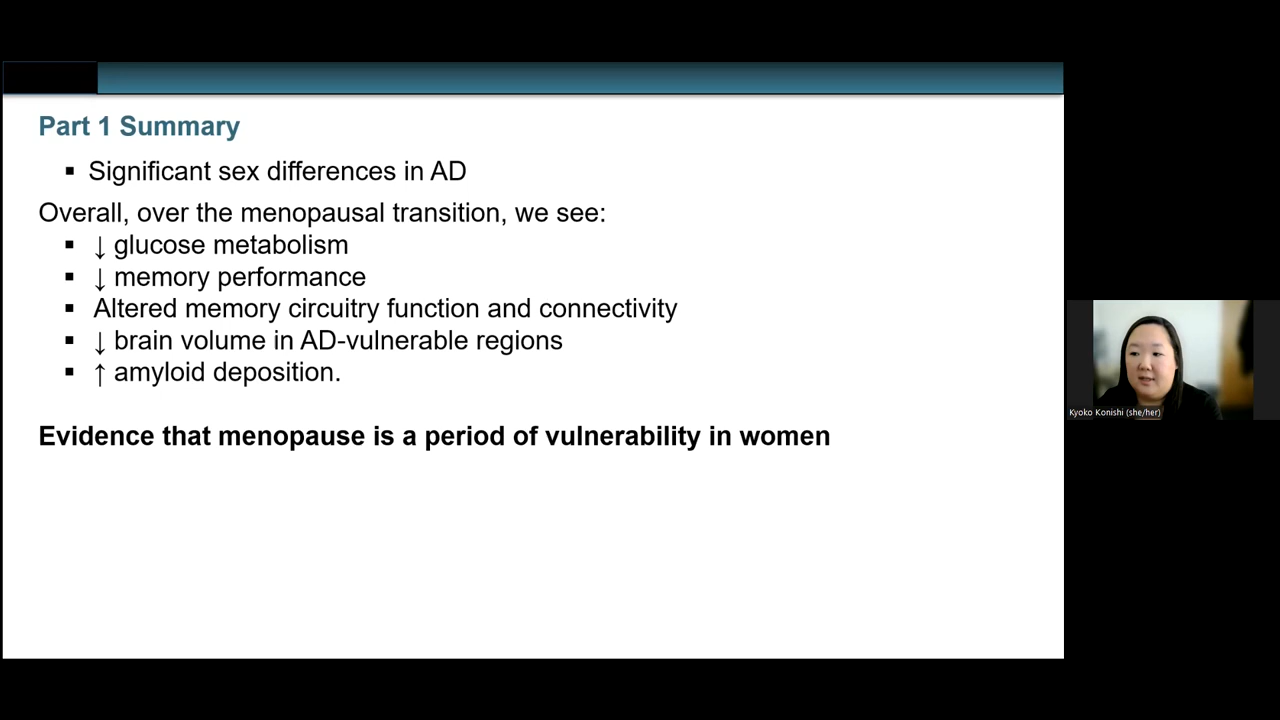 Part 1 Summary
▪ Significant sex differences in AD
Overall, over the menopausal transition, we see:
▪ ↓ glucose metabolism
▪ ↓ memory performance
▪ Altered memory circuitry function and connectivity
▪ ↓ brain volume in AD-vulnerable regions
▪ ↑ amyloid deposition.
Evidence that menopause is a period of vulnerability in women
Kyoko Konishi (she/her)